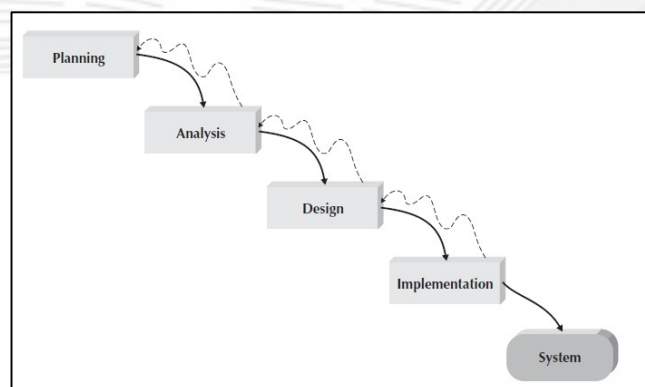 Planning
Analysis
Design
Implementation
System